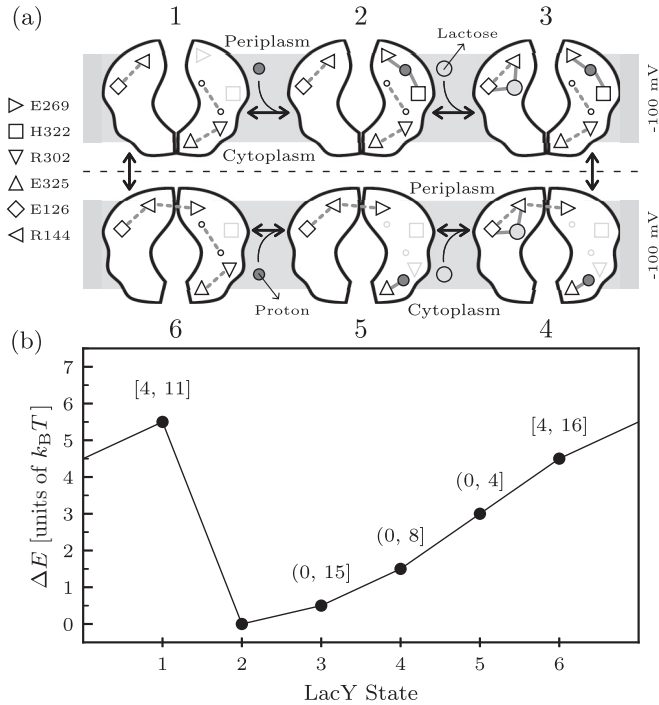 (a)
1 2 3
Periplasm
Lactose
E269
H322
R302
E325
E126
R144
Cytoplasm
-100 mV
Periplasm
-100 mV
Proton
Cytoplasm
6 5 4
(b)
ΔE [units of k_BT]
7
6
5
4
3
2
1
0
[4, 11]
(0, 15]
(0, 8]
(0, 4]
[4, 16]
1 2 3 4 5 6
LacY State